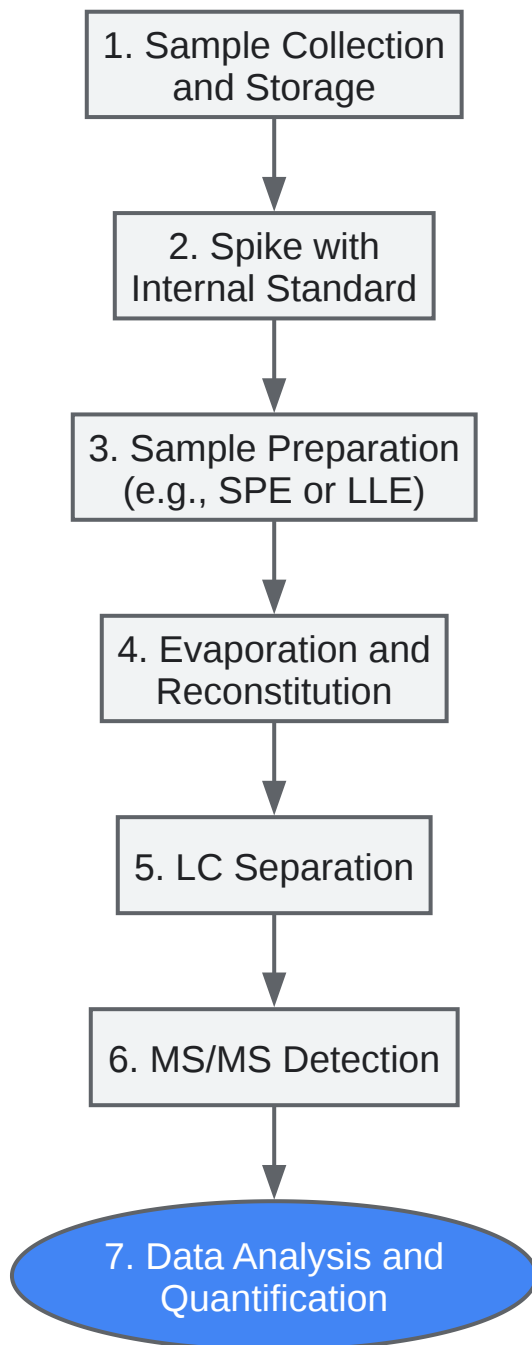 1. Sample Collection
and Storage
2. Spike with
Internal Standard
3. Sample Preparation
(e.g., SPE or LLE)
4. Evaporation and
Reconstitution
5. LC Separation
6. MS/MS Detection
7. Data Analysis and
Quantification